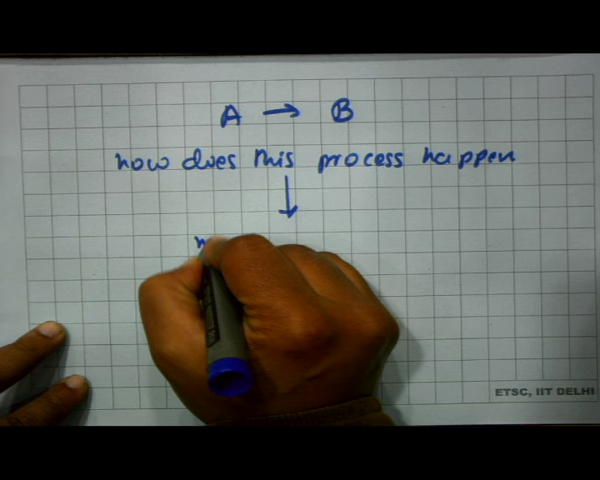 A → B
how does this process happen
↓
ETSC, IIT DELHI